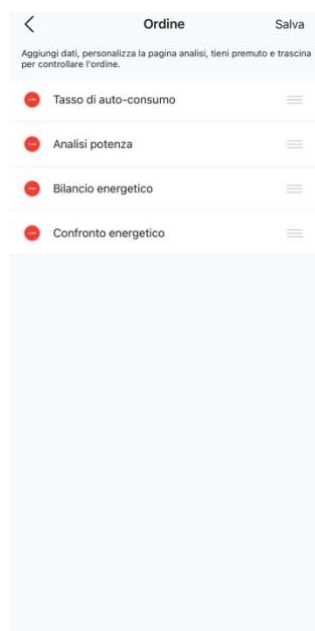 Ordine
Salva
Aggiungi dati, personalizza la pagina analisi, tieni premuto e trascina
per controllare l'ordine.
Tasso di auto-consumo
Analisi potenza
Bilancio energetico
Confronto energetico